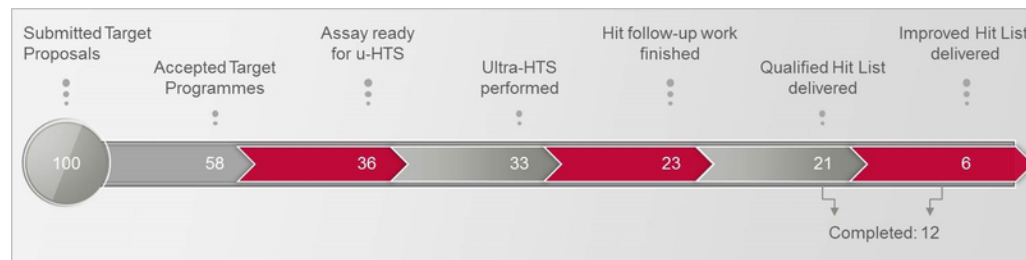 Submitted Target
Proposals
Accepted Target
Programmes
Assay ready
for u-HTS
Ultra-HTS
performed
Hit follow-up work
finished
Qualified Hit List
delivered
Improved Hit List
delivered
100
58
36
33
23
21
6
Completed: 12